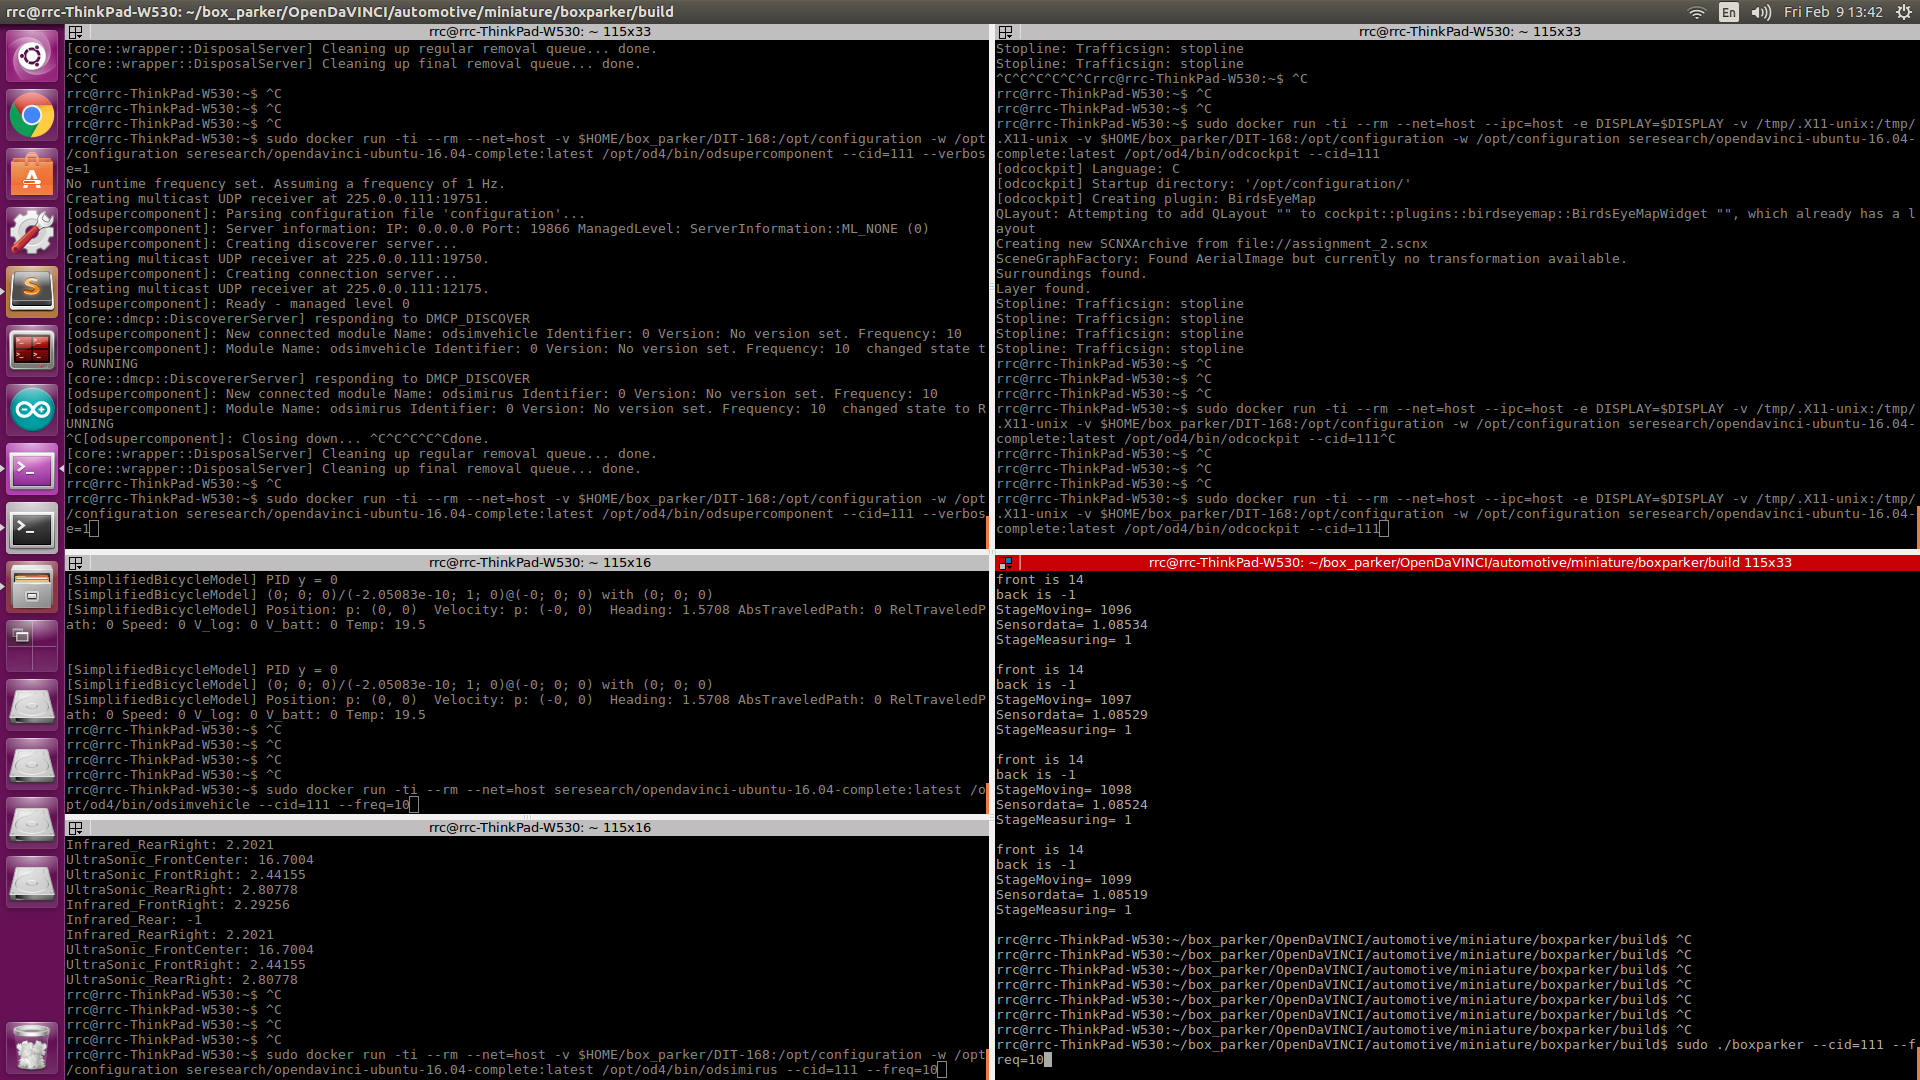 rrc@rrc-ThinkPad-W530: ~/box_parker/OpenDaVINCI/automotive/miniature/boxparker/build
En
Fri Feb 9 13:42
rrc@rrc-ThinkPad-W530: ~ 115x33
[core::wrapper::DisposalServer] Cleaning up regular removal queue... done.
[core::wrapper::DisposalServer] Cleaning up final removal queue... done.
^C^C
rrc@rrc-ThinkPad-W530:~$ ^C
rrc@rrc-ThinkPad-W530:~$ ^C
rrc@rrc-ThinkPad-W530:~$ ^C
rrc@rrc-ThinkPad-W530:~$ sudo docker run -ti --rm --net=host -v $HOME/box_parker/DIT-168:/opt/configuration -w /opt
/configuration seresearch/opendavinci-ubuntu-16.04-complete:latest /opt/od4/bin/odsupercomponent --cid=111 --verbos
e=1
No runtime frequency set. Assuming a frequency of 1 Hz.
Creating multicast UDP receiver at 225.0.0.111:19751.
[odsupercomponent]: Parsing configuration file 'configuration'...
[odsupercomponent]: Server information: IP: 0.0.0.0 Port: 19866 ManagedLevel: ServerInformation::ML_NONE (0)
[odsupercomponent]: Creating discoverer server...
Creating multicast UDP receiver at 225.0.0.111:19750.
[odsupercomponent]: Creating connection server...
Creating multicast UDP receiver at 225.0.0.111:12175.
[odsupercomponent]: Ready - managed level 0
[core::dmcp::DiscovererServer] responding to DMCP_DISCOVER
[odsupercomponent]: New connected module Name: odsimvehicle Identifier: 0 Version: No version set. Frequency: 10
[odsupercomponent]: Module Name: odsimvehicle Identifier: 0 Version: No version set. Frequency: 10  changed state t
o RUNNING
[core::dmcp::DiscovererServer] responding to DMCP_DISCOVER
[odsupercomponent]: New connected module Name: odsimirus Identifier: 0 Version: No version set. Frequency: 10
[odsupercomponent]: Module Name: odsimirus Identifier: 0 Version: No version set. Frequency: 10  changed state to R
UNNING
^C[odsupercomponent]: Closing down... ^C^C^C^C^Cdone.
[core::wrapper::DisposalServer] Cleaning up regular removal queue... done.
[core::wrapper::DisposalServer] Cleaning up final removal queue... done.
rrc@rrc-ThinkPad-W530:~$ ^C
rrc@rrc-ThinkPad-W530:~$ sudo docker run -ti --rm --net=host -v $HOME/box_parker/DIT-168:/opt/configuration -w /opt
/configuration seresearch/opendavinci-ubuntu-16.04-complete:latest /opt/od4/bin/odsupercomponent --cid=111 --verbos
e=1
rrc@rrc-ThinkPad-W530: ~ 115x16
[SimplifiedBicycleModel] PID y = 0
[SimplifiedBicycleModel] (0; 0; 0)/(-2.05083e-10; 1; 0)@(-0; 0; 0) with (0; 0; 0)
[SimplifiedBicycleModel] Position: p: (0, 0)  Velocity: p: (-0, 0)  Heading: 1.5708 AbsTraveledPath: 0 RelTraveledP
ath: 0 Speed: 0 V_log: 0 V_batt: 0 Temp: 19.5
[SimplifiedBicycleModel] PID y = 0
[SimplifiedBicycleModel] (0; 0; 0)/(-2.05083e-10; 1; 0)@(-0; 0; 0) with (0; 0; 0)
[SimplifiedBicycleModel] Position: p: (0, 0)  Velocity: p: (-0, 0)  Heading: 1.5708 AbsTraveledPath: 0 RelTraveledP
ath: 0 Speed: 0 V_log: 0 V_batt: 0 Temp: 19.5
rrc@rrc-ThinkPad-W530:~$ ^C
rrc@rrc-ThinkPad-W530:~$ ^C
rrc@rrc-ThinkPad-W530:~$ ^C
rrc@rrc-ThinkPad-W530:~$ ^C
rrc@rrc-ThinkPad-W530:~$ sudo docker run -ti --rm --net=host seresearch/opendavinci-ubuntu-16.04-complete:latest /o
pt/od4/bin/odsimvehicle --cid=111 --freq=10
rrc@rrc-ThinkPad-W530: ~ 115x16
Infrared_RearRight: 2.2021
UltraSonic_FrontCenter: 16.7004
UltraSonic_FrontRight: 2.44155
UltraSonic_RearRight: 2.80778
Infrared_FrontRight: 2.29256
Infrared_Rear: -1
Infrared_RearRight: 2.2021
UltraSonic_FrontCenter: 16.7004
UltraSonic_FrontRight: 2.44155
UltraSonic_RearRight: 2.80778
rrc@rrc-ThinkPad-W530:~$ ^C
rrc@rrc-ThinkPad-W530:~$ ^C
rrc@rrc-ThinkPad-W530:~$ ^C
rrc@rrc-ThinkPad-W530:~$ ^C
rrc@rrc-ThinkPad-W530:~$ sudo docker run -ti --rm --net=host -v $HOME/box_parker/DIT-168:/opt/configuration -w /opt
/configuration seresearch/opendavinci-ubuntu-16.04-complete:latest /opt/od4/bin/odsimirus --cid=111 --freq=10
rrc@rrc-ThinkPad-W530: ~ 115x33
Stopline: Trafficsign: stopline
Stopline: Trafficsign: stopline
^C^C^C^C^C^Crrc@rrc-ThinkPad-W530:~$ ^C
rrc@rrc-ThinkPad-W530:~$ ^C
rrc@rrc-ThinkPad-W530:~$ ^C
rrc@rrc-ThinkPad-W530:~$ sudo docker run -ti --rm --net=host --ipc=host -e DISPLAY=$DISPLAY -v /tmp/.X11-unix:/tmp/
.X11-unix -v $HOME/box_parker/DIT-168:/opt/configuration -w /opt/configuration seresearch/opendavinci-ubuntu-16.04-
complete:latest /opt/od4/bin/odcockpit --cid=111
[odcockpit] Language: C
[odcockpit] Startup directory: '/opt/configuration/'
[odcockpit] Creating plugin: BirdsEyeMap
QLayout: Attempting to add QLayout "" to cockpit::plugins::birdseyemap::BirdsEyeMapWidget "", which already has a l
ayout
Creating new SCNXArchive from file://assignment_2.scnx
SceneGraphFactory: Found AerialImage but currently no transformation available.
Surroundings found.
Layer found.
Stopline: Trafficsign: stopline
Stopline: Trafficsign: stopline
Stopline: Trafficsign: stopline
Stopline: Trafficsign: stopline
rrc@rrc-ThinkPad-W530:~$ ^C
rrc@rrc-ThinkPad-W530:~$ ^C
rrc@rrc-ThinkPad-W530:~$ ^C
rrc@rrc-ThinkPad-W530:~$ sudo docker run -ti --rm --net=host --ipc=host -e DISPLAY=$DISPLAY -v /tmp/.X11-unix:/tmp/
.X11-unix -v $HOME/box_parker/DIT-168:/opt/configuration -w /opt/configuration seresearch/opendavinci-ubuntu-16.04-
complete:latest /opt/od4/bin/odcockpit --cid=111^C
rrc@rrc-ThinkPad-W530:~$ ^C
rrc@rrc-ThinkPad-W530:~$ ^C
rrc@rrc-ThinkPad-W530:~$ ^C
rrc@rrc-ThinkPad-W530:~$ sudo docker run -ti --rm --net=host --ipc=host -e DISPLAY=$DISPLAY -v /tmp/.X11-unix:/tmp/
.X11-unix -v $HOME/box_parker/DIT-168:/opt/configuration -w /opt/configuration seresearch/opendavinci-ubuntu-16.04-
complete:latest /opt/od4/bin/odcockpit --cid=111
rrc@rrc-ThinkPad-W530: ~/box_parker/OpenDaVINCI/automotive/miniature/boxparker/build 115x33
front is 14
back is -1
StageMoving= 1096
Sensordata= 1.08534
StageMeasuring= 1
front is 14
back is -1
StageMoving= 1097
Sensordata= 1.08529
StageMeasuring= 1
front is 14
back is -1
StageMoving= 1098
Sensordata= 1.08524
StageMeasuring= 1
front is 14
back is -1
StageMoving= 1099
Sensordata= 1.08519
StageMeasuring= 1
rrc@rrc-ThinkPad-W530:~/box_parker/OpenDaVINCI/automotive/miniature/boxparker/build$ ^C
rrc@rrc-ThinkPad-W530:~/box_parker/OpenDaVINCI/automotive/miniature/boxparker/build$ ^C
rrc@rrc-ThinkPad-W530:~/box_parker/OpenDaVINCI/automotive/miniature/boxparker/build$ ^C
rrc@rrc-ThinkPad-W530:~/box_parker/OpenDaVINCI/automotive/miniature/boxparker/build$ ^C
rrc@rrc-ThinkPad-W530:~/box_parker/OpenDaVINCI/automotive/miniature/boxparker/build$ ^C
rrc@rrc-ThinkPad-W530:~/box_parker/OpenDaVINCI/automotive/miniature/boxparker/build$ ^C
rrc@rrc-ThinkPad-W530:~/box_parker/OpenDaVINCI/automotive/miniature/boxparker/build$ ^C
rrc@rrc-ThinkPad-W530:~/box_parker/OpenDaVINCI/automotive/miniature/boxparker/build$ sudo ./boxparker --cid=111 --f
req=10